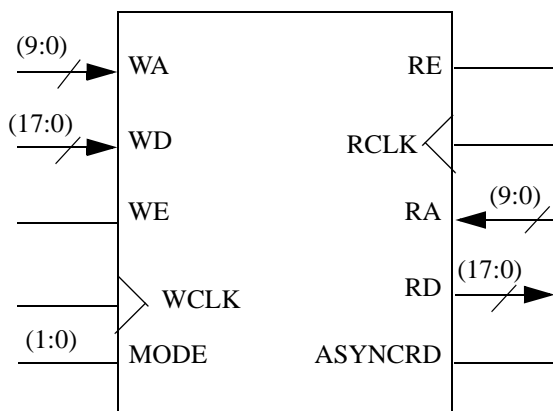 (9:0)
WA
RE
(17:0)
WD
RCLK
WE
RA
(9:0)
WCLK
RD
(17:0)
(1:0)
MODE
ASYNCRD